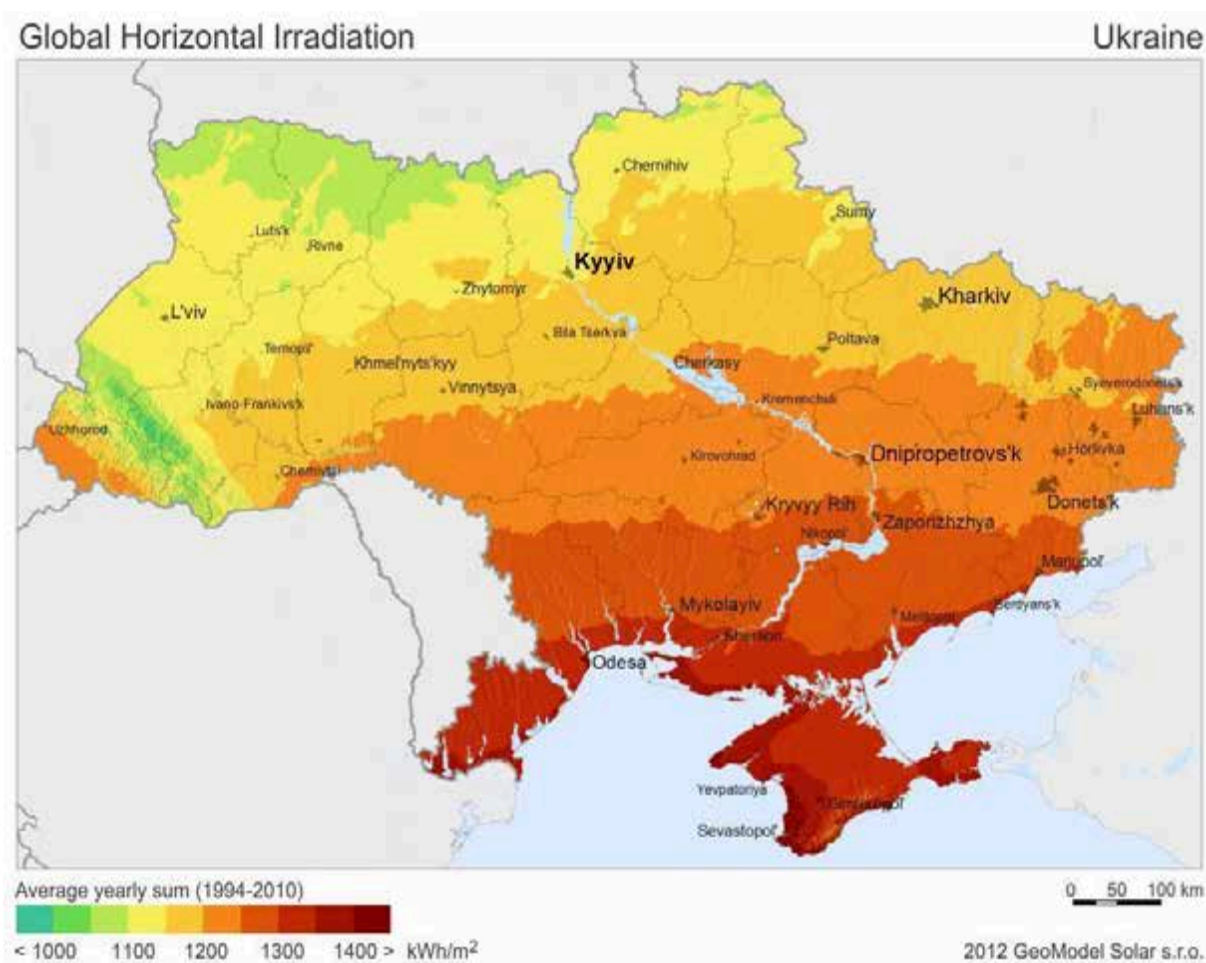 Global Horizontal Irradiation
Ukraine
Chernihiv
Sumy
Luts'k
Rivne
Kyyiv
Zhytomyr
Kharkiv
L'viv
Bila Tserkva
Poltava
Ternopil'
Khmel'nyts'kyy
Cherkasy
Vinnytsya
Syeverodonets'k
Ivano-Frankivs'k
Kremenchuk
Luhans'k
Uzhhorod
Dnipropetrovs'k
Horlivka
Kirovohrad
Chernivtsi
Donets'k
Kryvyy Rih
Zaporizhzhya
Nikopol'
Mariupol'
Mykolayiv
Berdyans'k
Melitopol'
Kherson
Odesa
Yevpatoriya
Simferopol'
Sevastopol'
Average yearly sum (1994-2010)
0 50 100 km
< 1000 1100 1200 1300 1400 > kWh/m²
2012 GeoModel Solar s.r.o.